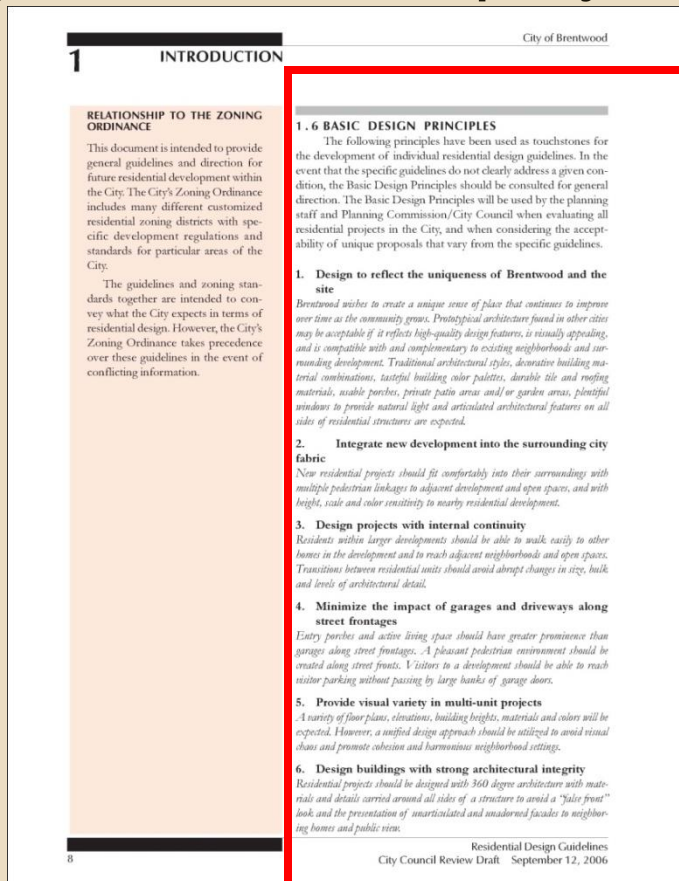 City of Brentwood
1 INTRODUCTION
RELATIONSHIP TO THE ZONING
ORDINANCE
This document is intended to provide
general guidelines and direction for
future residential development within
the City. The City's Zoning Ordinance
includes many different customized
residential zoning districts with spe-
cific development regulations and
standards for particular areas of the
City.
The guidelines and zoning stan-
dards together are intended to con-
vey what the City expects in terms of
residential design. However, the City's
Zoning Ordinance takes precedence
over these guidelines in the event of
conflicting information.
1.6 BASIC DESIGN PRINCIPLES
The following principles have been used as touchstones for
the development of individual residential design guidelines. In the
event that the specific guidelines do not clearly address a given con-
dition, the Basic Design Principles should be consulted for general
direction. The Basic Design Principles will be used by the planning
staff and Planning Commission/City Council when evaluating all
residential projects in the City, and when considering the accept-
ability of unique proposals that vary from the specific guidelines.
1. Design to reflect the uniqueness of Brentwood and the
site
Brentwood wishes to create a unique sense of place that continues to improve
over time as the community grows. Prototypical architecture found in other cities
may be acceptable if it reflects high-quality design features, is visually appealing,
and is compatible with and complementary to existing neighborhoods and sur-
rounding development. Traditional architectural styles, decorative building ma-
terial combinations, tasteful building color palettes, durable tile and roofing
materials, usable porches, private patio areas and/or garden areas, plentiful
windows to provide natural light and articulated architectural features on all
sides of residential structures are expected.
2. Integrate new development into the surrounding city
fabric
New residential projects should fit comfortably into their surroundings with
multiple pedestrian linkages to adjacent development and open spaces, and with
height, scale and color sensitivity to nearby residential development.
3. Design projects with internal continuity
Residents within larger developments should be able to walk easily to other
homes in the development and to reach adjacent neighborhoods and open spaces.
Transitions between residential units should avoid abrupt changes in size, bulk
and levels of architectural detail.
4. Minimize the impact of garages and driveways along
street frontages
Entry porches and active living space should have greater prominence than
garages along street frontages. A pleasant pedestrian environment should be
created along street fronts. Visitors to a development should be able to reach
visitor parking without passing by large banks of garage doors.
5. Provide visual variety in multi-unit projects
A variety of floor plans, elevations, building heights, materials and colors will be
expected. However, a unified design approach should be utilized to avoid visual
chaos and promote cohesion and harmonious neighborhood settings.
6. Design buildings with strong architectural integrity
Residential projects should be designed with 360 degree architecture with mate-
rials and details carried around all sides of a structure to avoid a "false front"
look and the presentation of unarticulated and unadorned facades to neighbor-
ing homes and public view.
Residential Design Guidelines
8 City Council Review Draft September 12, 2006